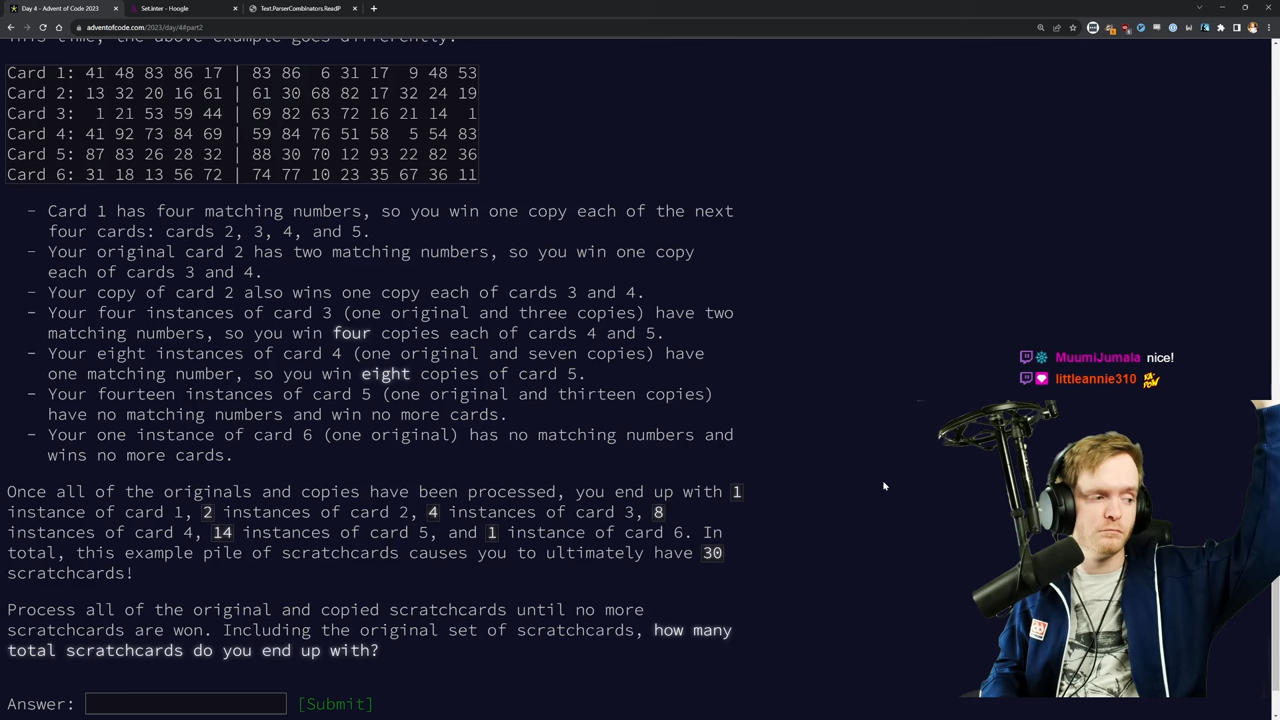 Day 4 - Advent of Code 2023
Set.inter - Hoogle
Text.ParserCombinators.ReadP
adventofcode.com/2023/day/4#part2
This time, the above example goes differently:
Card 1: 41 48 83 86 17 | 83 86 6 31 17 9 48 53
Card 2: 13 32 20 16 61 | 61 30 68 82 17 32 24 19
Card 3: 1 21 53 59 44 | 69 82 63 72 16 21 14 1
Card 4: 41 92 73 84 69 | 59 84 76 51 58 5 54 83
Card 5: 87 83 26 28 32 | 88 30 70 12 93 22 82 36
Card 6: 31 18 13 56 72 | 74 77 10 23 35 67 36 11
- Card 1 has four matching numbers, so you win one copy each of the next
four cards: cards 2, 3, 4, and 5.
- Your original card 2 has two matching numbers, so you win one copy
each of cards 3 and 4.
- Your copy of card 2 also wins one copy each of cards 3 and 4.
- Your four instances of card 3 (one original and three copies) have two
matching numbers, so you win four copies each of cards 4 and 5.
- Your eight instances of card 4 (one original and seven copies) have
one matching number, so you win eight copies of card 5.
- Your fourteen instances of card 5 (one original and thirteen copies)
have no matching numbers and win no more cards.
- Your one instance of card 6 (one original) has no matching numbers and
wins no more cards.
Once all of the originals and copies have been processed, you end up with 1
instance of card 1, 2 instances of card 2, 4 instances of card 3, 8
instances of card 4, 14 instances of card 5, and 1 instance of card 6. In
total, this example pile of scratchcards causes you to ultimately have 30
scratchcards!
Process all of the original and copied scratchcards until no more
scratchcards are won. Including the original set of scratchcards, how many
total scratchcards do you end up with?
Answer: [Submit]
MuumiJumala nice!
littleannie310
KA-POW